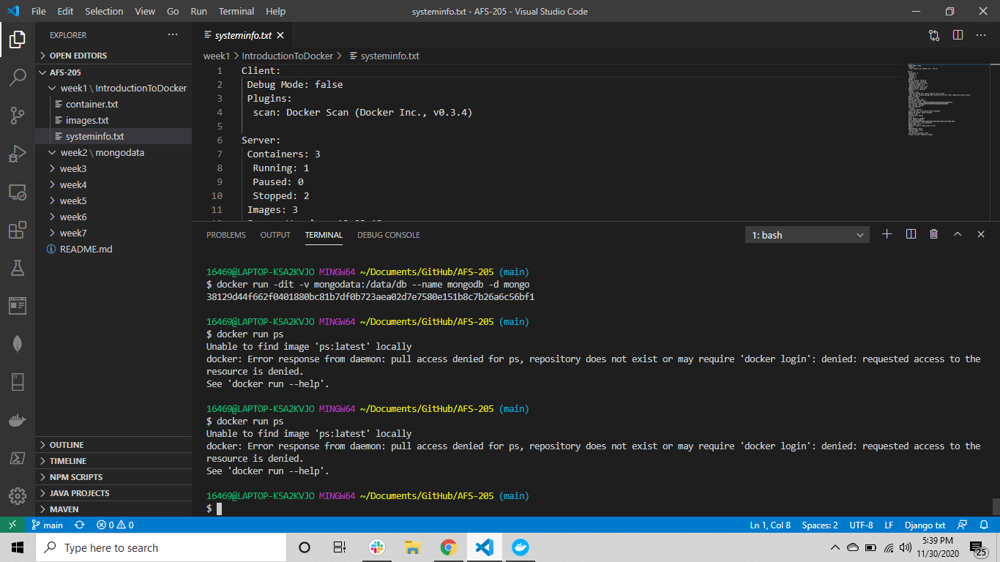 File Edit Selection View Go Run Terminal Help
systeminfo.txt - AFS-205 - Visual Studio Code
EXPLORER
OPEN EDITORS
AFS-205
week1 \ IntroductionToDocker
container.txt
images.txt
systeminfo.txt
week2 \ mongodata
week3
week4
week5
week6
week7
README.md
OUTLINE
TIMELINE
NPM SCRIPTS
JAVA PROJECTS
MAVEN
systeminfo.txt
week1 > IntroductionToDocker > systeminfo.txt
1 Client:
2 Debug Mode: false
3 Plugins:
4 scan: Docker Scan (Docker Inc., v0.3.4)
5
6 Server:
7 Containers: 3
8 Running: 1
9 Paused: 0
10 Stopped: 2
11 Images: 3
PROBLEMS OUTPUT TERMINAL DEBUG CONSOLE
1: bash
16469@LAPTOP-K5A2KVJO MINGW64 ~/Documents/GitHub/AFS-205 (main)
$ docker run -dit -v mongodata:/data/db --name mongodb -d mongo
38129d44f662f0401880bc81b7df0b723aea02d7e7580e151b8c7b26a6c56bf1
16469@LAPTOP-K5A2KVJO MINGW64 ~/Documents/GitHub/AFS-205 (main)
$ docker run ps
Unable to find image 'ps:latest' locally
docker: Error response from daemon: pull access denied for ps, repository does not exist or may require 'docker login': denied: requested access to the
resource is denied.
See 'docker run --help'.
16469@LAPTOP-K5A2KVJO MINGW64 ~/Documents/GitHub/AFS-205 (main)
$ docker run ps
Unable to find image 'ps:latest' locally
docker: Error response from daemon: pull access denied for ps, repository does not exist or may require 'docker login': denied: requested access to the
resource is denied.
See 'docker run --help'.
16469@LAPTOP-K5A2KVJO MINGW64 ~/Documents/GitHub/AFS-205 (main)
$
main 0 0
Ln 1, Col 8 Spaces: 2 UTF-8 LF Django txt
Type here to search
5:39 PM
11/30/2020
25